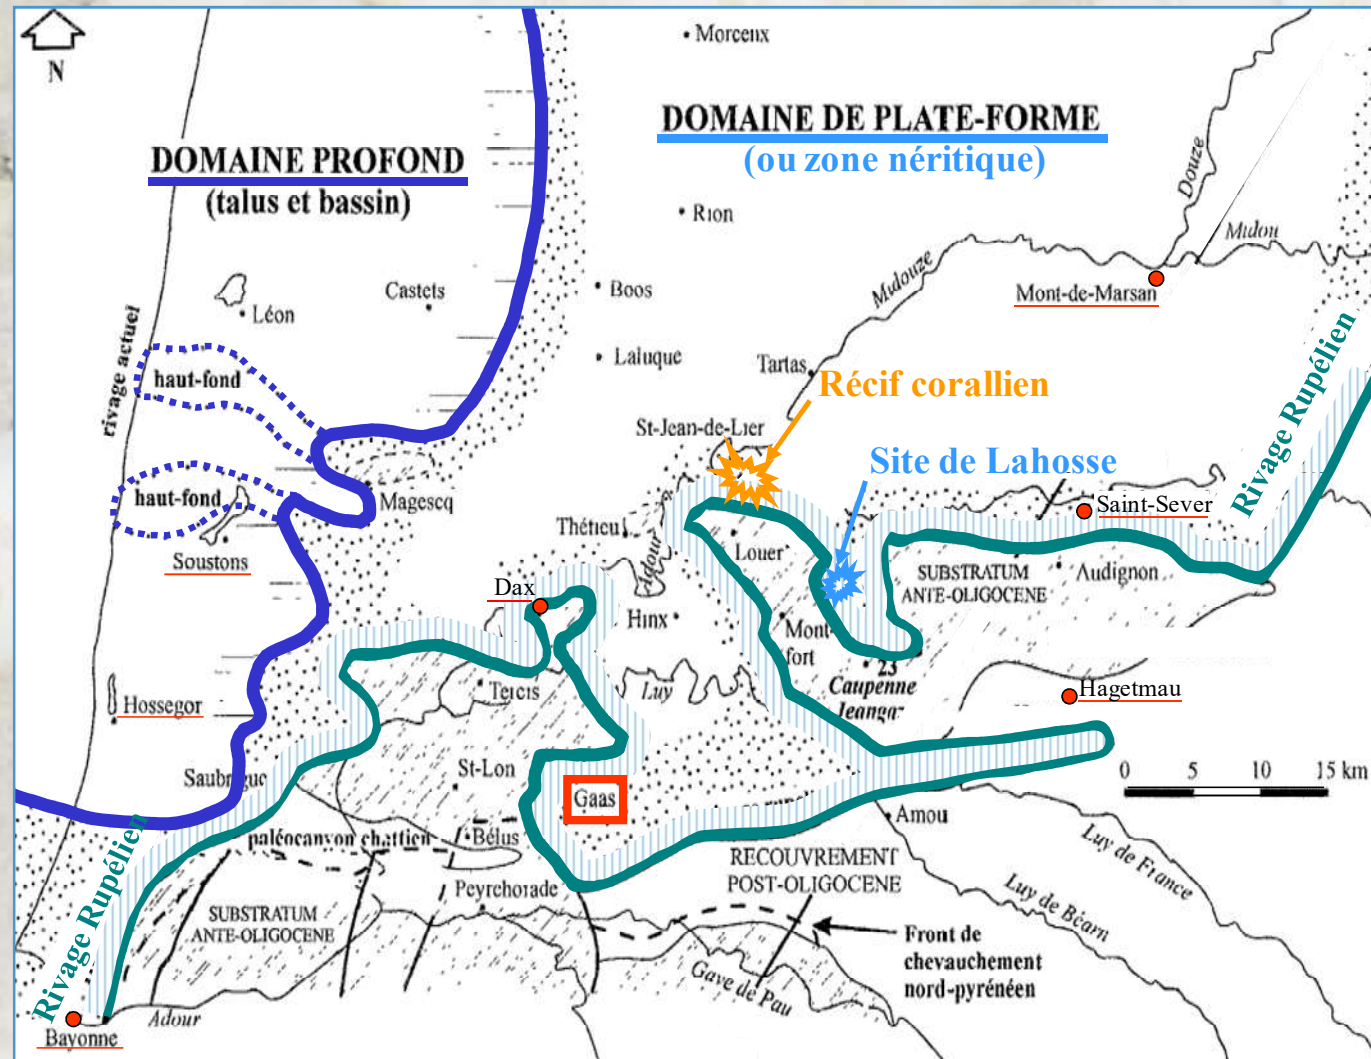 N
Morcenx
DOMAINE DE PLATE-FORME
(ou zone néritique)
DOMAINE PROFOND
(talus et bassin)
Douze
Rion
Midou
Midouze
Castets
Boos
Mont-de-Marsan
Léon
rivage actuel
Laluque
Tartas
haut-fond
Récif corallien
Rivage Rupélien
St-Jean-de-Lier
Site de Lahosse
haut-fond
Magescq
Saint-Sever
Soustons
Thétieu
Adour
Louer
SUBSTRATUM
ANTE-OLIGOCENE
Audignon
Dax
Hinx
Mont-
fort
23
Caupenne
Tercis
Luy
Hagetmau
Hossegor
Saubrigue
St-Lon
Gaas
0 5 10 15 km
Amou
paléocanyon chattien
Bélus
Luy de France
RECOUVREMENT
POST-OLIGOCENE
Peyrehorade
Luy de Béarn
SUBSTRATUM
ANTE-OLIGOCENE
Front de
chevauchement
nord-pyrénéen
Rivage Rupélien
Gave de Pau
Adour
Bayonne